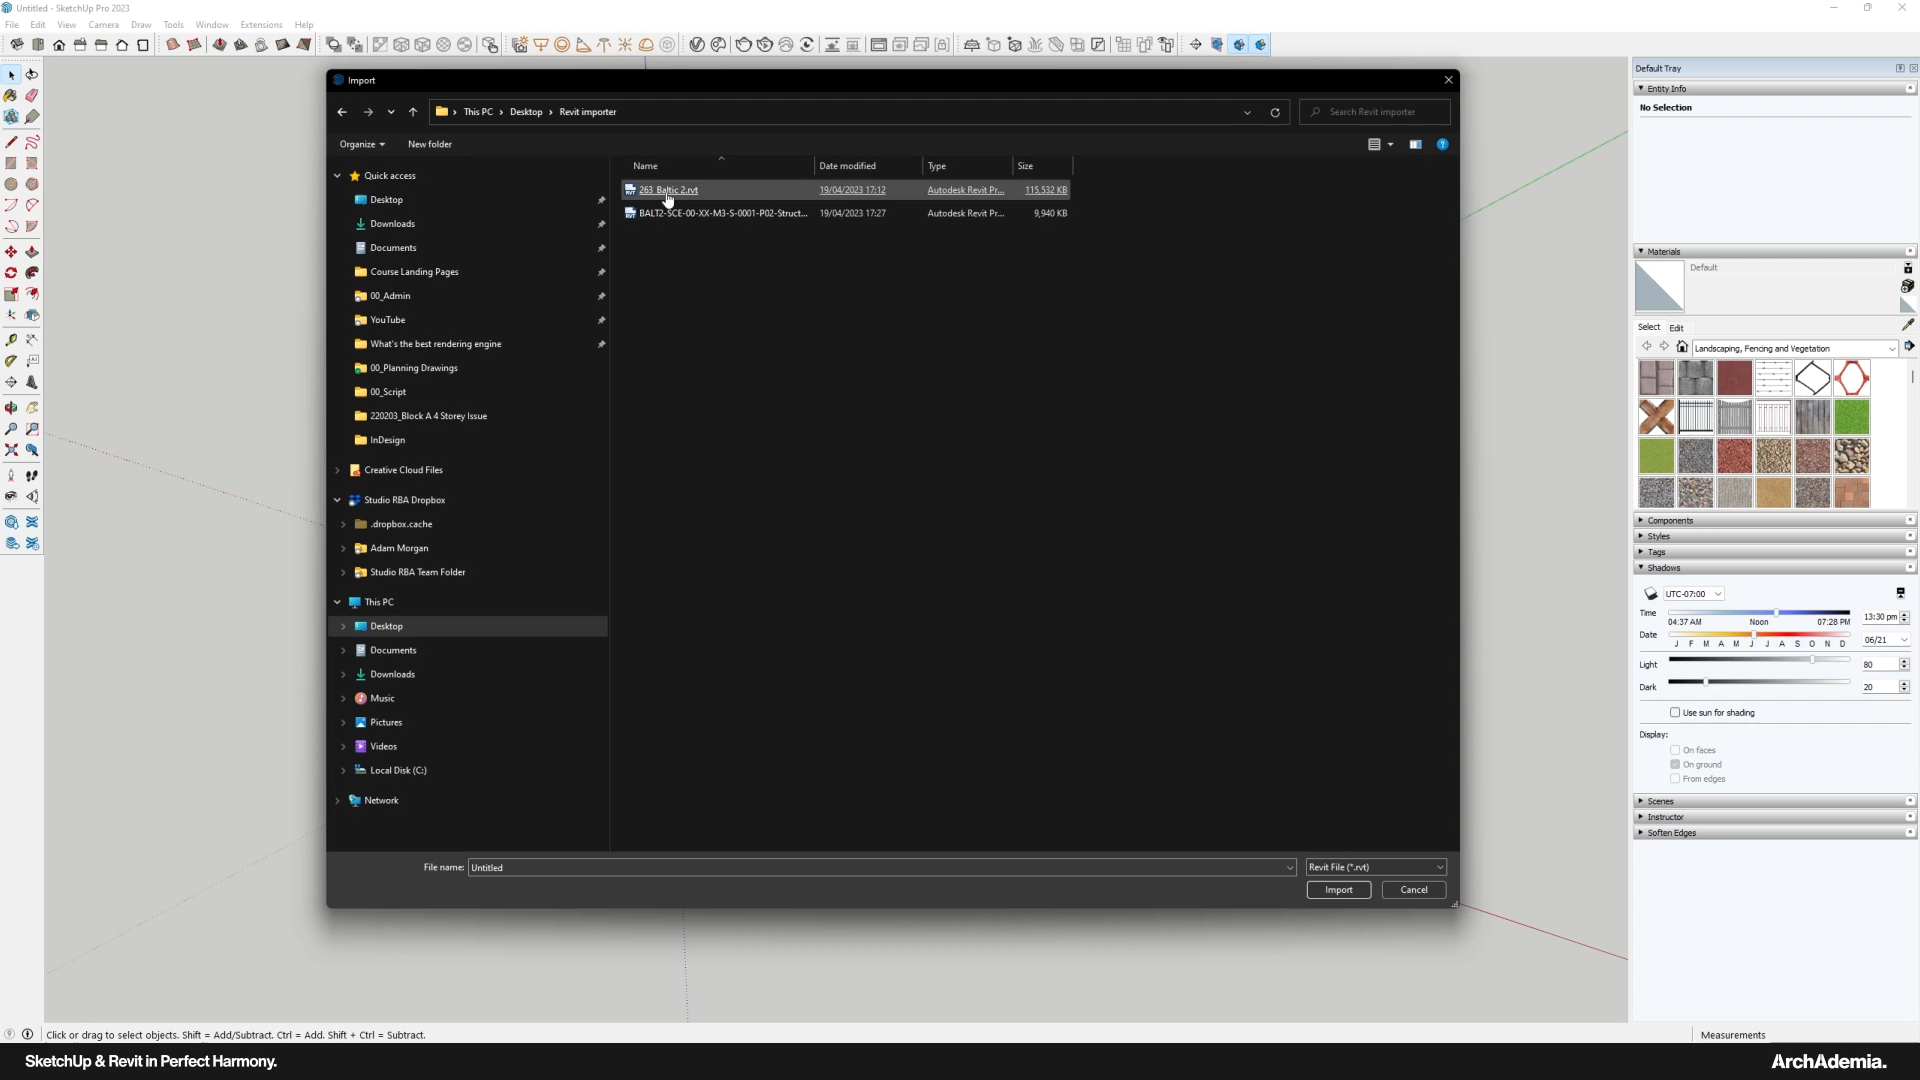 Untitled - SketchUp Pro 2023
File Edit View Camera Draw Tools Window Extensions Help
Import
This PC Desktop Revit importer
Search Revit importer
Organize New folder
Name Date modified Type Size
263_Baltic 2.rvt 19/04/2023 17:12 Autodesk Revit Pr... 115,532 KB
BALT2-SCE-00-XX-M3-S-0001-P02-Struct... 19/04/2023 17:27 Autodesk Revit Pr... 9,940 KB
Quick access
Desktop
Downloads
Documents
Course Landing Pages
00_Admin
YouTube
What's the best rendering engine
00_Planning Drawings
00_Script
220203_Block A 4 Storey Issue
InDesign
Creative Cloud Files
Studio RBA Dropbox
.dropbox.cache
Adam Morgan
Studio RBA Team Folder
This PC
Desktop
Documents
Downloads
Music
Pictures
Videos
Local Disk (C:)
Network
File name: Untitled
Revit File (*.rvt)
Import Cancel
Default Tray
Entity Info
No Selection
Materials
Default
Select Edit
Landscaping, Fencing and Vegetation
Components
Styles
Tags
Shadows
UTC-07:00
Time 04:37 AM Noon 07:28 PM 13:30 pm
Date J F M A M J J A S O N D 06/21
Light 80
Dark 20
Use sun for shading
Display:
On faces
On ground
From edges
Scenes
Instructor
Soften Edges
Click or drag to select objects. Shift = Add/Subtract. Ctrl = Add. Shift + Ctrl = Subtract.
Measurements
SketchUp & Revit in Perfect Harmony.
ArchAdemia.